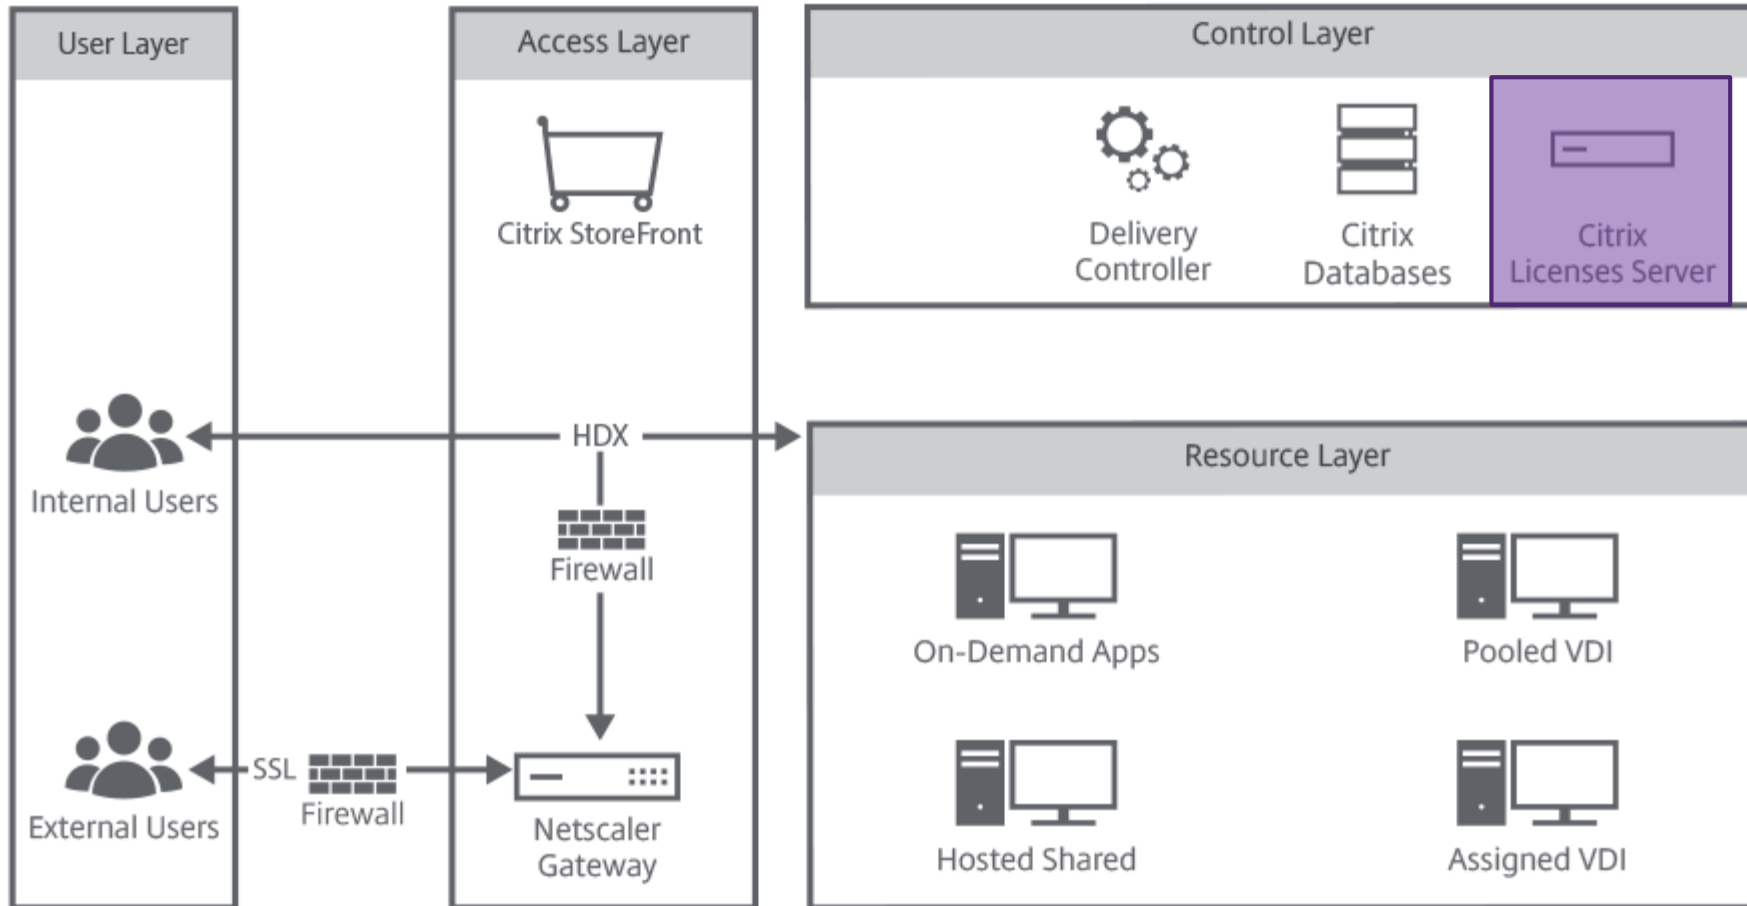 User Layer
Internal Users
External Users
SSL
Firewall
Access Layer
Citrix StoreFront
HDX
Firewall
Netscaler
Gateway
Control Layer
Delivery
Controller
Citrix
Databases
Citrix
Licenses Server
Resource Layer
On-Demand Apps
Pooled VDI
Hosted Shared
Assigned VDI